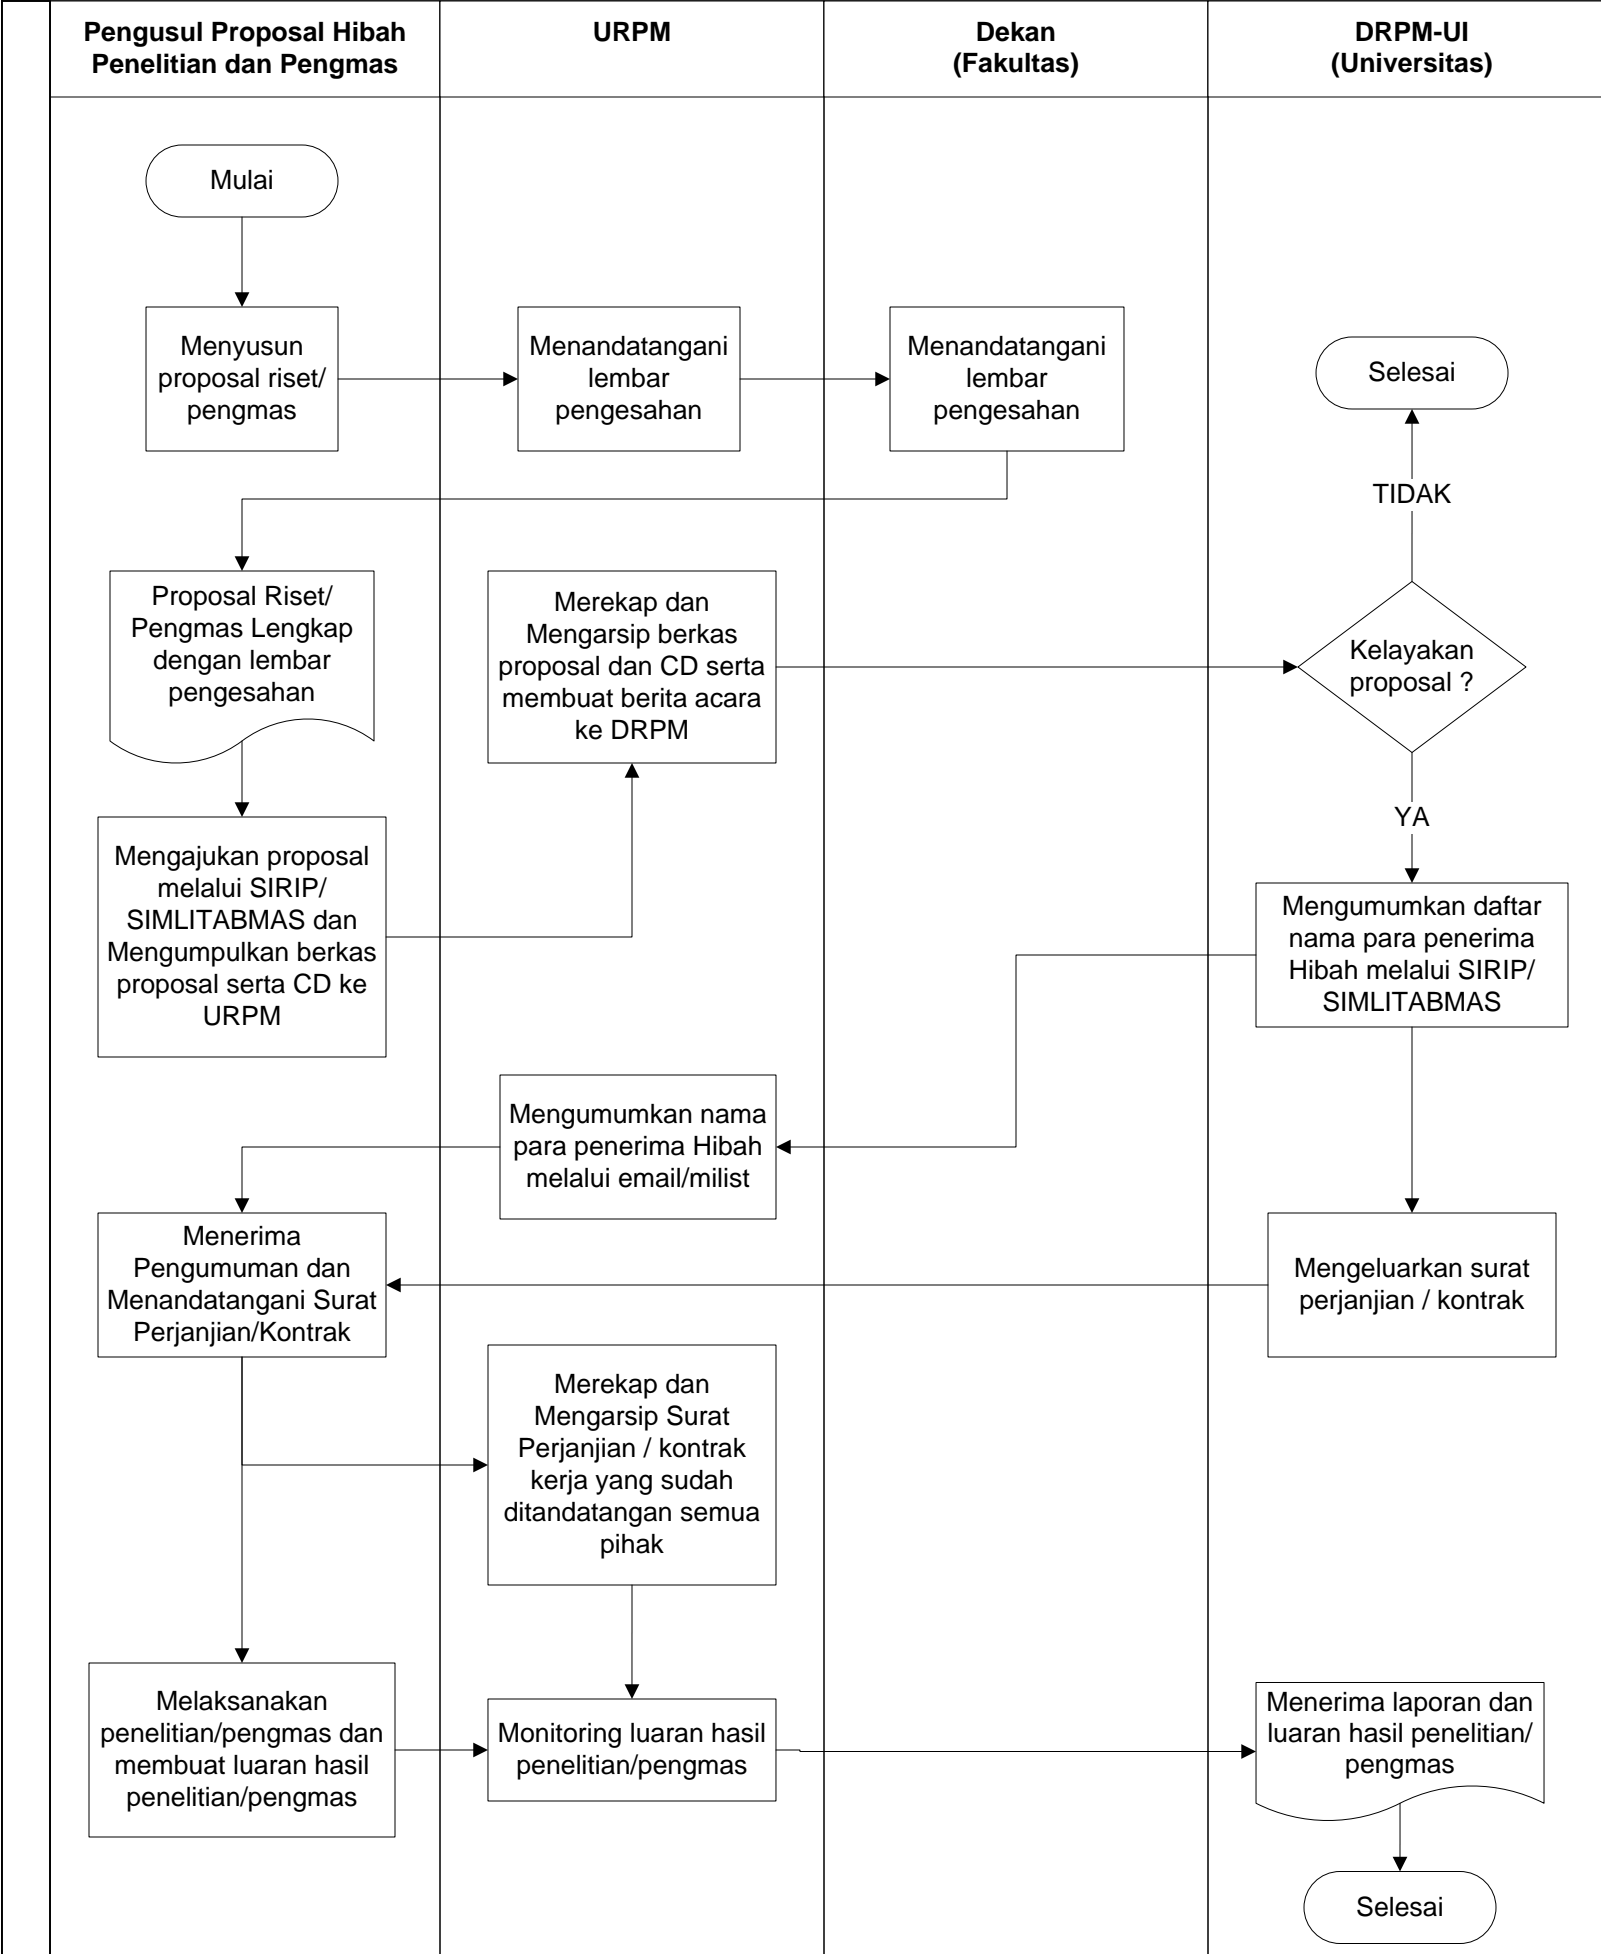 Pengusul Proposal Hibah
Penelitian dan Pengmas
URPM
Dekan
(Fakultas)
DRPM-UI
(Universitas)
Mulai
Menyusun
proposal riset/
pengmas
Menandatangani
lembar
pengesahan
Menandatangani
lembar
pengesahan
Selesai
TIDAK
Proposal Riset/
Pengmas Lengkap
dengan lembar
pengesahan
Merekap dan
Mengarsip berkas
proposal dan CD serta
membuat berita acara
ke DRPM
Kelayakan
proposal ?
YA
Mengajukan proposal
melalui SIRIP/
SIMLITABMAS dan
Mengumpulkan berkas
proposal serta CD ke
URPM
Mengumumkan daftar
nama para penerima
Hibah melalui SIRIP/
SIMLITABMAS
Mengumumkan nama
para penerima Hibah
melalui email/milist
Menerima
Pengumuman dan
Menandatangani Surat
Perjanjian/Kontrak
Mengeluarkan surat
perjanjian / kontrak
Merekap dan
Mengarsip Surat
Perjanjian / kontrak
kerja yang sudah
ditandatangan semua
pihak
Melaksanakan
penelitian/pengmas dan
membuat luaran hasil
penelitian/pengmas
Monitoring luaran hasil
penelitian/pengmas
Menerima laporan dan
luaran hasil penelitian/
pengmas
Selesai